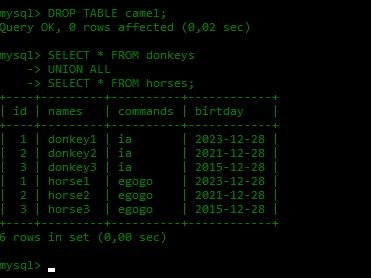 mysql> DROP TABLE camel;
Query OK, 0 rows affected (0,02 sec)
mysql> SELECT * FROM donkeys
    -> UNION ALL
    -> SELECT * FROM horses;
+----+---------+----------+------------+
| id | names   | commands | birtday    |
+----+---------+----------+------------+
|  1 | donkey1 | ia       | 2023-12-28 |
|  2 | donkey2 | ia       | 2021-12-28 |
|  3 | donkey3 | ia       | 2015-12-28 |
|  1 | horse1  | egogo    | 2023-12-28 |
|  2 | horse2  | egogo    | 2021-12-28 |
|  3 | horse3  | egogo    | 2015-12-28 |
+----+---------+----------+------------+
6 rows in set (0,00 sec)
mysql>